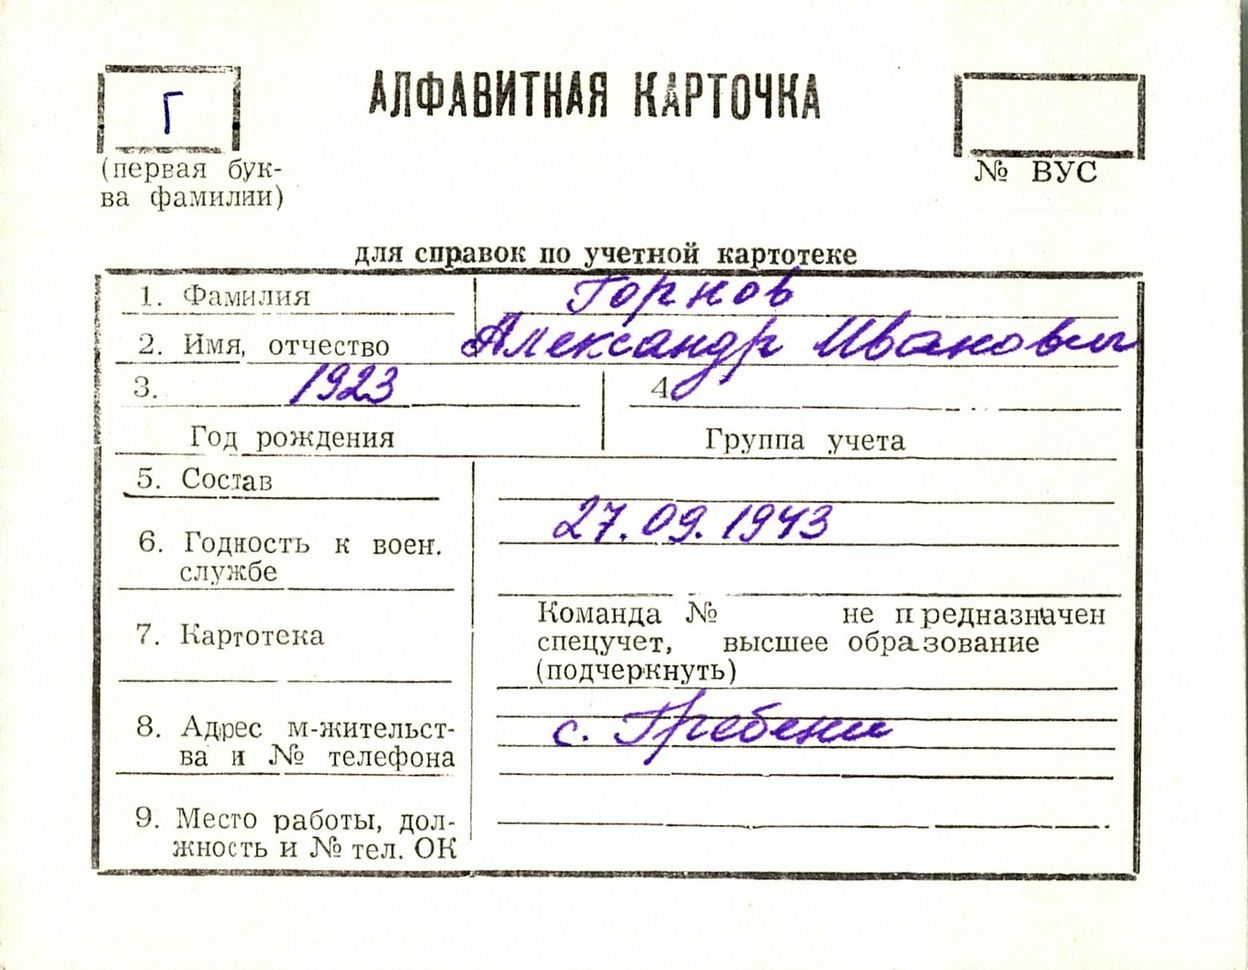 Г
АЛФАВИТНАЯ КАРТОЧКА
(первая бук-
ва фамилии)
№ ВУС
для справок по учетной картотеке
1. Фамилия Горнов
2. Имя, отчество Александр Иванович
3. 1923 4.
Год рождения Группа учета
5. Состав
27.09.1943
6. Годность к воен.
службе
Команда № не предназначен
7. Картотека спецучет, высшее образование
(подчеркнуть)
8. Адрес м-жительст- с. Гребени
ва и № телефона
9. Место работы, дол-
жность и № тел. ОК